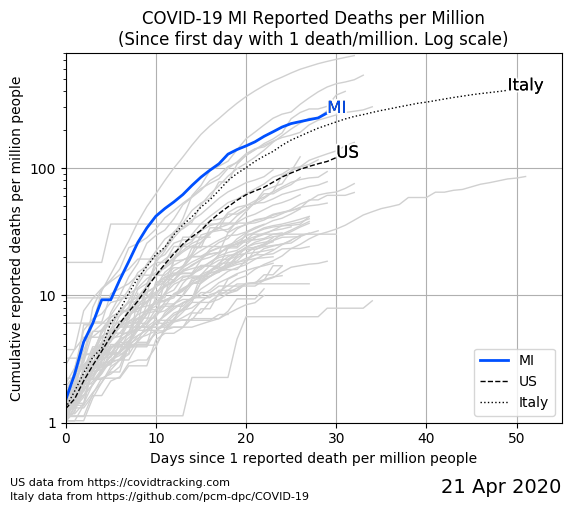 COVID-19 MI Reported Deaths per Million
(Since first day with 1 death/million. Log scale)
Cumulative reported deaths per million people
100
10
1
Italy
MI
US
MI
US
Italy
0 10 20 30 40 50
Days since 1 reported death per million people
US data from https://covidtracking.com
Italy data from https://github.com/pcm-dpc/COVID-19
21 Apr 2020